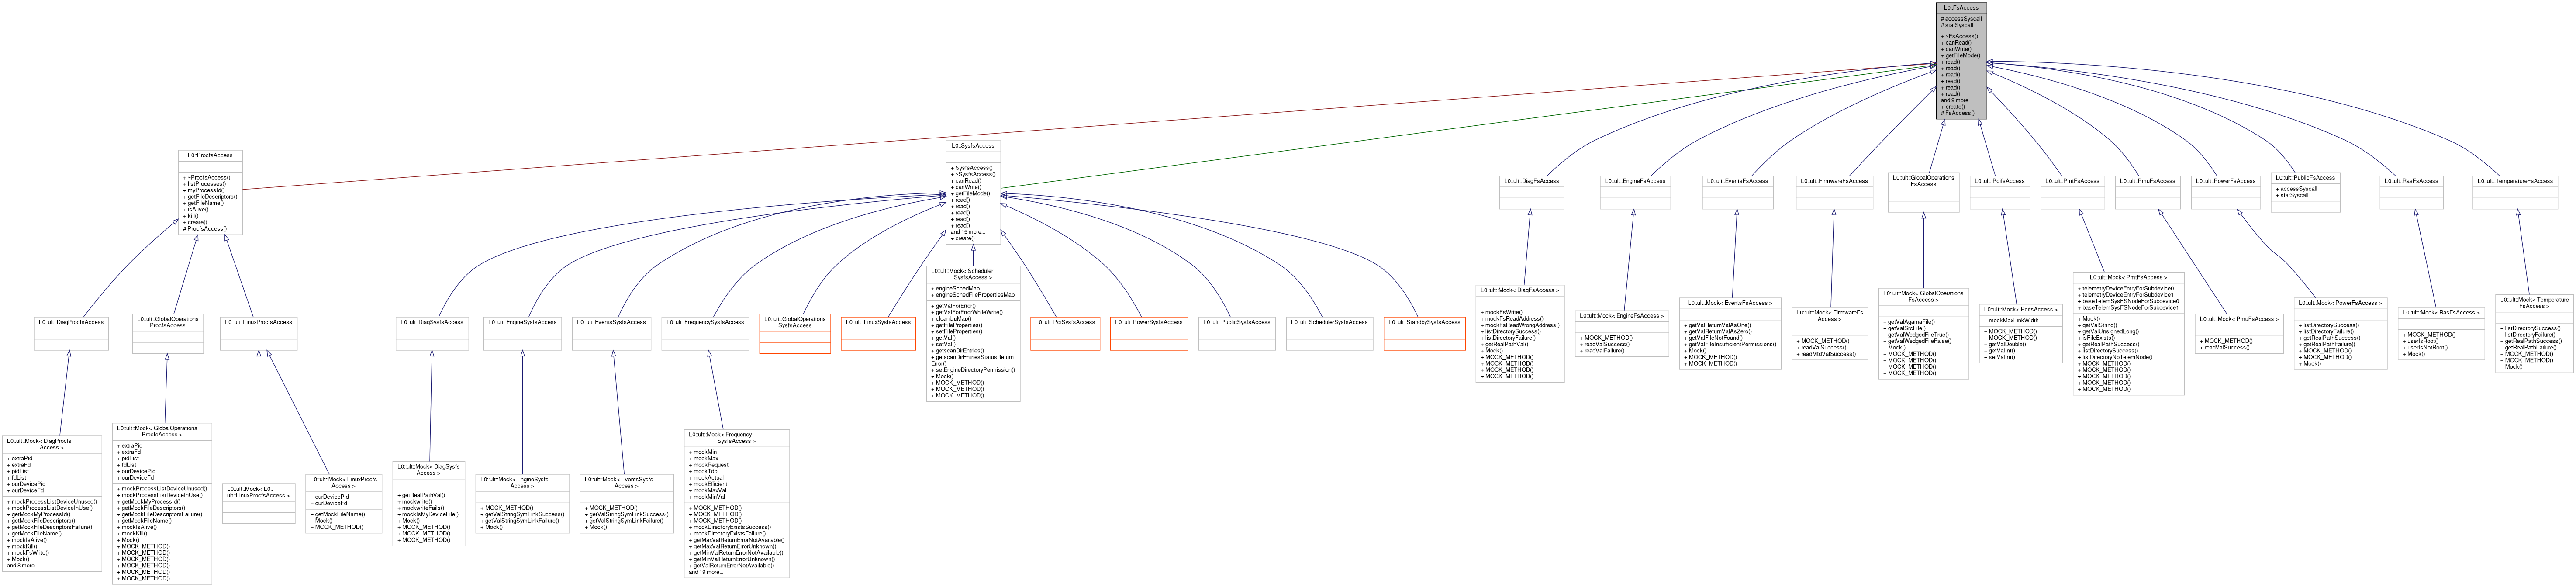 L0::FsAccess
# accessSyscall
# statSyscall
+ ~FsAccess()
+ canRead()
+ canWrite()
+ getFileMode()
+ read()
+ read()
+ read()
+ read()
+ read()
+ read()
and 9 more...
+ create()
# FsAccess()
L0::ProcfsAccess
+ ~ProcfsAccess()
+ listProcesses()
+ myProcessId()
+ getFileDescriptors()
+ getFileName()
+ isAlive()
+ kill()
+ create()
# ProcfsAccess()
L0::SysfsAccess
+ SysfsAccess()
+ ~SysfsAccess()
+ canRead()
+ canWrite()
+ getFileMode()
+ read()
+ read()
+ read()
+ read()
+ read()
and 15 more...
+ create()
L0::ult::DiagFsAccess
L0::ult::EngineFsAccess
L0::ult::EventsFsAccess
L0::ult::FirmwareFsAccess
L0::ult::GlobalOperations
FsAccess
L0::ult::PcifsAccess
L0::ult::PmtFsAccess
L0::ult::PmuFsAccess
L0::ult::PowerFsAccess
L0::ult::PublicFsAccess
+ accessSyscall
+ statSyscall
L0::ult::RasFsAccess
L0::ult::TemperatureFsAccess
L0::ult::DiagProcfsAccess
L0::ult::GlobalOperations
ProcfsAccess
L0::ult::LinuxProcfsAccess
L0::ult::DiagSysfsAccess
L0::ult::EngineSysfsAccess
L0::ult::EventsSysfsAccess
L0::ult::FrequencySysfsAccess
L0::ult::GlobalOperations
SysfsAccess
L0::ult::LinuxSysfsAccess
L0::ult::Mock< Scheduler
SysfsAccess >
+ engineSchedMap
+ engineSchedFilePropertiesMap
+ getValForError()
+ getValForErrorWhileWrite()
+ cleanUpMap()
+ getFileProperties()
+ setFileProperties()
+ getVal()
+ setVal()
+ getscanDirEntries()
+ getscanDirEntriesStatusReturn
Error()
+ setEngineDirectoryPermission()
+ Mock()
+ MOCK_METHOD()
+ MOCK_METHOD()
+ MOCK_METHOD()
L0::ult::PciSysfsAccess
L0::ult::PowerSysfsAccess
L0::ult::PublicSysfsAccess
L0::ult::SchedulerSysfsAccess
L0::ult::StandbySysfsAccess
L0::ult::Mock< DiagFsAccess >
+ mockFsWrite()
+ mockFsReadAddress()
+ mockFsReadWrongAddress()
+ listDirectorySuccess()
+ listDirectoryFailure()
+ getRealPathVal()
+ Mock()
+ MOCK_METHOD()
+ MOCK_METHOD()
+ MOCK_METHOD()
+ MOCK_METHOD()
L0::ult::Mock< EngineFsAccess >
+ MOCK_METHOD()
+ readValSuccess()
+ readValFailure()
L0::ult::Mock< EventsFsAccess >
+ getReturnValAsOne()
+ getReturnValAsZero()
+ getValFileNotFound()
+ getValFileInsufficientPermissions()
+ Mock()
+ MOCK_METHOD()
+ MOCK_METHOD()
L0::ult::Mock< FirmwareFs
Access >
+ MOCK_METHOD()
+ readValSuccess()
+ readMtdValSuccess()
L0::ult::Mock< GlobalOperations
FsAccess >
+ getValAgamaFile()
+ getValSrcFile()
+ getValWedgedFileTrue()
+ getValWedgedFileFalse()
+ Mock()
+ MOCK_METHOD()
+ MOCK_METHOD()
+ MOCK_METHOD()
+ MOCK_METHOD()
L0::ult::Mock< PcifsAccess >
+ mockMaxLinkWidth
+ MOCK_METHOD()
+ MOCK_METHOD()
+ getValDouble()
+ getValInt()
+ setValInt()
L0::ult::Mock< PmtFsAccess >
+ telemetryDeviceEntryForSubdevice0
+ telemetryDeviceEntryForSubdevice1
+ baseTelemSysFSNodeForSubdevice0
+ baseTelemSysFSNodeForSubdevice1
+ Mock()
+ getValString()
+ getValUnsignedLong()
+ isFileExists()
+ getRealPathSuccess()
+ listDirectorySuccess()
+ listDirectoryNoTelemNode()
+ MOCK_METHOD()
+ MOCK_METHOD()
+ MOCK_METHOD()
+ MOCK_METHOD()
+ MOCK_METHOD()
L0::ult::Mock< PmuFsAccess >
+ MOCK_METHOD()
+ readValSuccess()
L0::ult::Mock< PowerFsAccess >
+ listDirectorySuccess()
+ listDirectoryFailure()
+ getRealPathSuccess()
+ getRealPathFailure()
+ MOCK_METHOD()
+ MOCK_METHOD()
+ Mock()
L0::ult::Mock< RasFsAccess >
+ MOCK_METHOD()
+ userIsRoot()
+ userIsNotRoot()
+ Mock()
L0::ult::Mock< Temperature
FsAccess >
+ listDirectorySuccess()
+ listDirectoryFailure()
+ getRealPathSuccess()
+ getRealPathFailure()
+ MOCK_METHOD()
+ MOCK_METHOD()
+ Mock()
L0::ult::Mock< DiagProcfs
Access >
+ extraPid
+ extraFd
+ pidList
+ fdList
+ ourDevicePid
+ ourDeviceFd
+ mockProcessListDeviceUnused()
+ mockProcessListDeviceInUse()
+ getMockMyProcessId()
+ getMockFileDescriptors()
+ getMockFileDescriptorsFailure()
+ getMockFileName()
+ mockIsAlive()
+ mockKill()
+ mockFsWrite()
+ Mock()
and 8 more...
L0::ult::Mock< GlobalOperations
ProcfsAccess >
+ extraPid
+ extraFd
+ pidList
+ fdList
+ ourDevicePid
+ ourDeviceFd
+ mockProcessListDeviceUnused()
+ mockProcessListDeviceInUse()
+ getMockMyProcessId()
+ getMockFileDescriptors()
+ getMockFileDescriptorsFailure()
+ getMockFileName()
+ mockIsAlive()
+ mockKill()
+ Mock()
+ MOCK_METHOD()
+ MOCK_METHOD()
+ MOCK_METHOD()
+ MOCK_METHOD()
+ MOCK_METHOD()
+ MOCK_METHOD()
L0::ult::Mock< L0::
ult::LinuxProcfsAccess >
L0::ult::Mock< LinuxProcfs
Access >
+ ourDevicePid
+ ourDeviceFd
+ getMockFileName()
+ Mock()
+ MOCK_METHOD()
L0::ult::Mock< DiagSysfs
Access >
+ getRealPathVal()
+ mockwrite()
+ mockwriteFails()
+ mockIsMyDeviceFile()
+ Mock()
+ MOCK_METHOD()
+ MOCK_METHOD()
+ MOCK_METHOD()
L0::ult::Mock< EngineSysfs
Access >
+ MOCK_METHOD()
+ getValStringSymLinkSuccess()
+ getValStringSymLinkFailure()
+ Mock()
L0::ult::Mock< EventsSysfs
Access >
+ MOCK_METHOD()
+ getValStringSymLinkSuccess()
+ getValStringSymLinkFailure()
+ Mock()
L0::ult::Mock< Frequency
SysfsAccess >
+ mockMin
+ mockMax
+ mockRequest
+ mockTdp
+ mockActual
+ mockEfficient
+ mockMaxVal
+ mockMinVal
+ MOCK_METHOD()
+ MOCK_METHOD()
+ MOCK_METHOD()
+ mockDirectoryExistsSuccess()
+ mockDirectoryExistsFailure()
+ getMaxValReturnErrorNotAvailable()
+ getMaxValReturnErrorUnknown()
+ getMinValReturnErrorNotAvailable()
+ getMinValReturnErrorUnknown()
+ getValReturnErrorNotAvailable()
and 19 more...